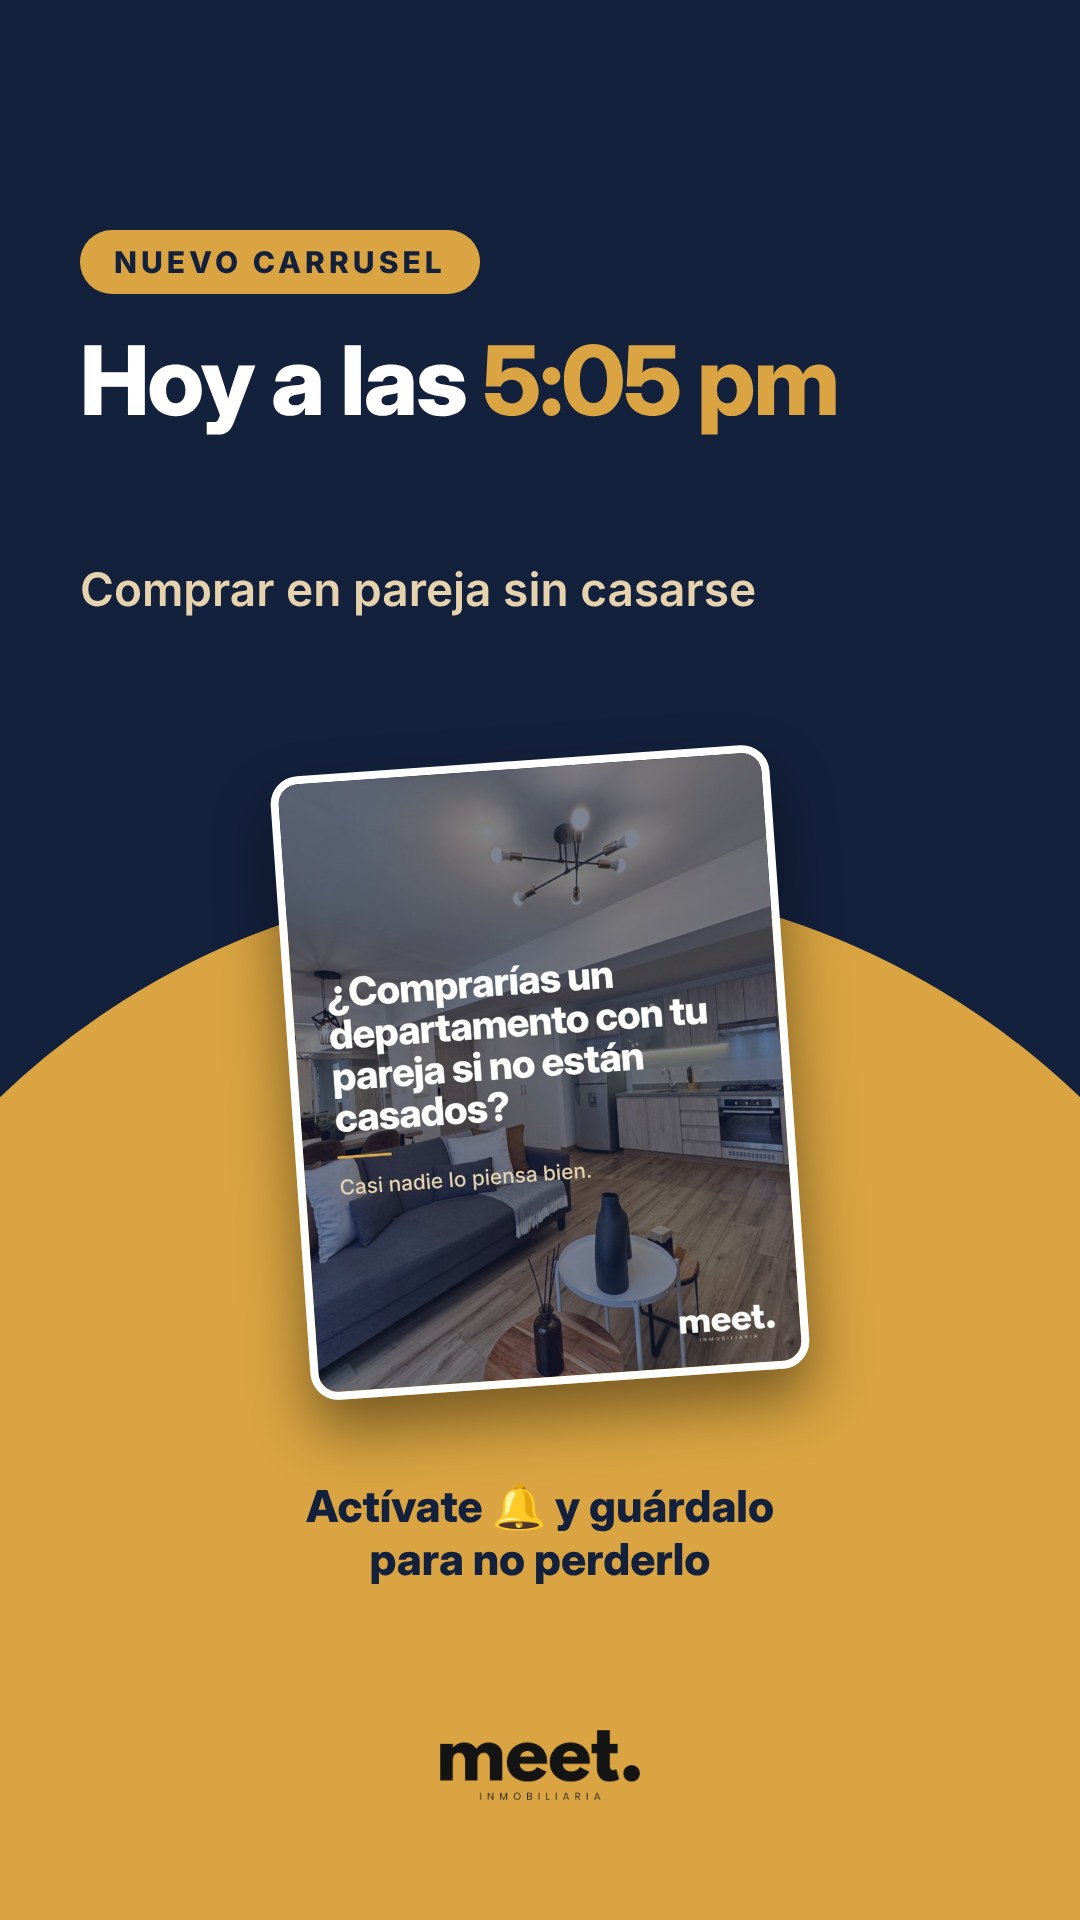 NUEVO CARRUSEL
Hoy a las 5:05 pm
Comprar en pareja sin casarse
¿Comprarías un
departamento con tu
pareja si no están
casados?
Casi nadie lo piensa bien.
meet.
INMOBILIARIA
Actívate 🔔 y guárdalo
para no perderlo
meet.
INMOBILIARIA